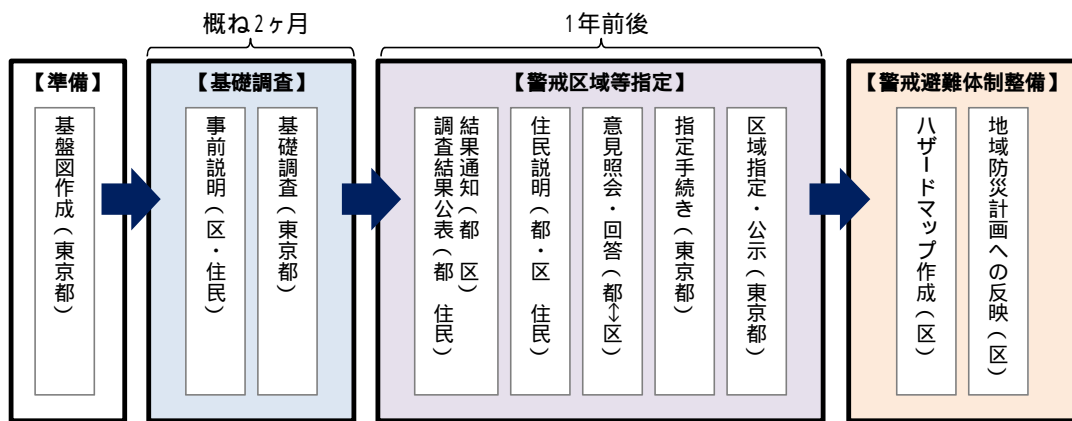 概ね2ヶ月
1年前後
【準備】
基盤図作成(東京都)
【基礎調査】
事前説明(区・住民)
基礎調査(東京都)
【警戒区域等指定】
結果通知(都 区)
調査結果公表(都 住民)
住民説明(都・区 住民)
意見照会・回答(都↔区)
指定手続き(東京都)
区域指定・公示(東京都)
【警戒避難体制整備】
ハザードマップ作成(区)
地域防災計画への反映(区)